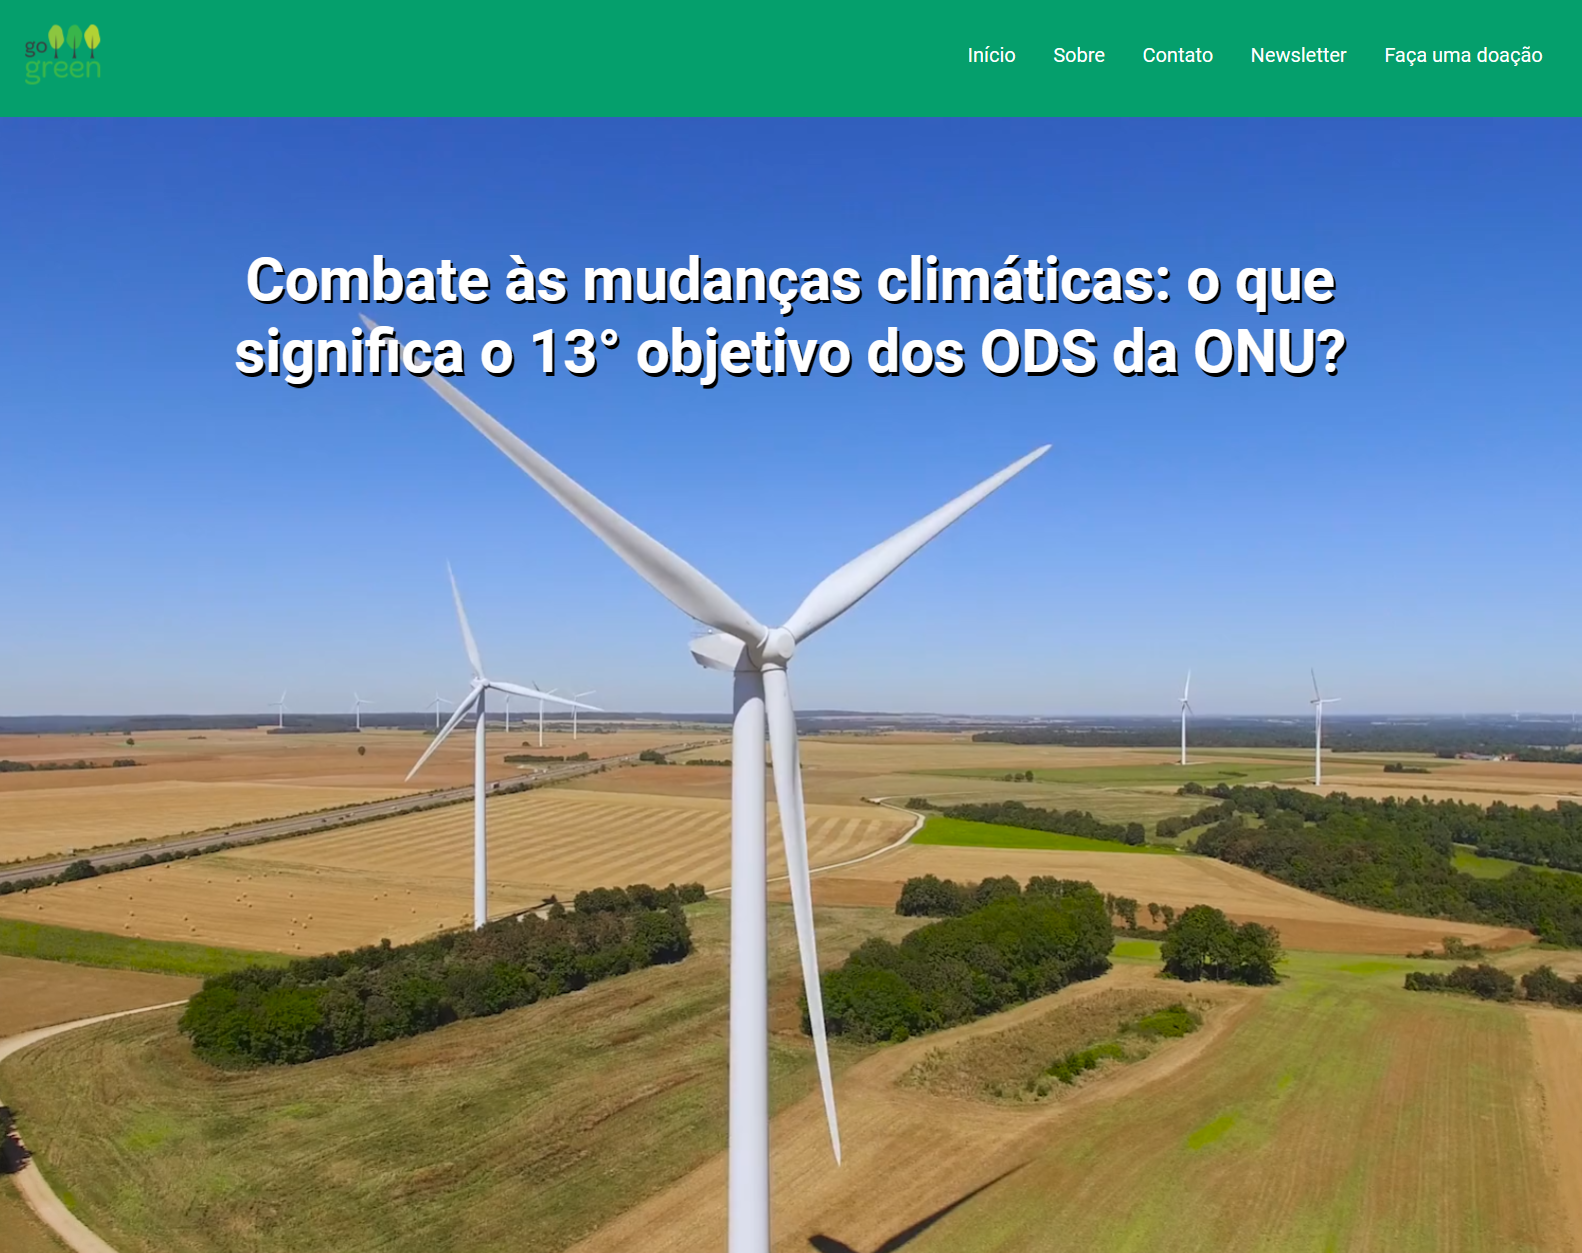 go
green
Início Sobre Contato Newsletter Faça uma doação
Combate às mudanças climáticas: o que
significa o 13° objetivo dos ODS da ONU?